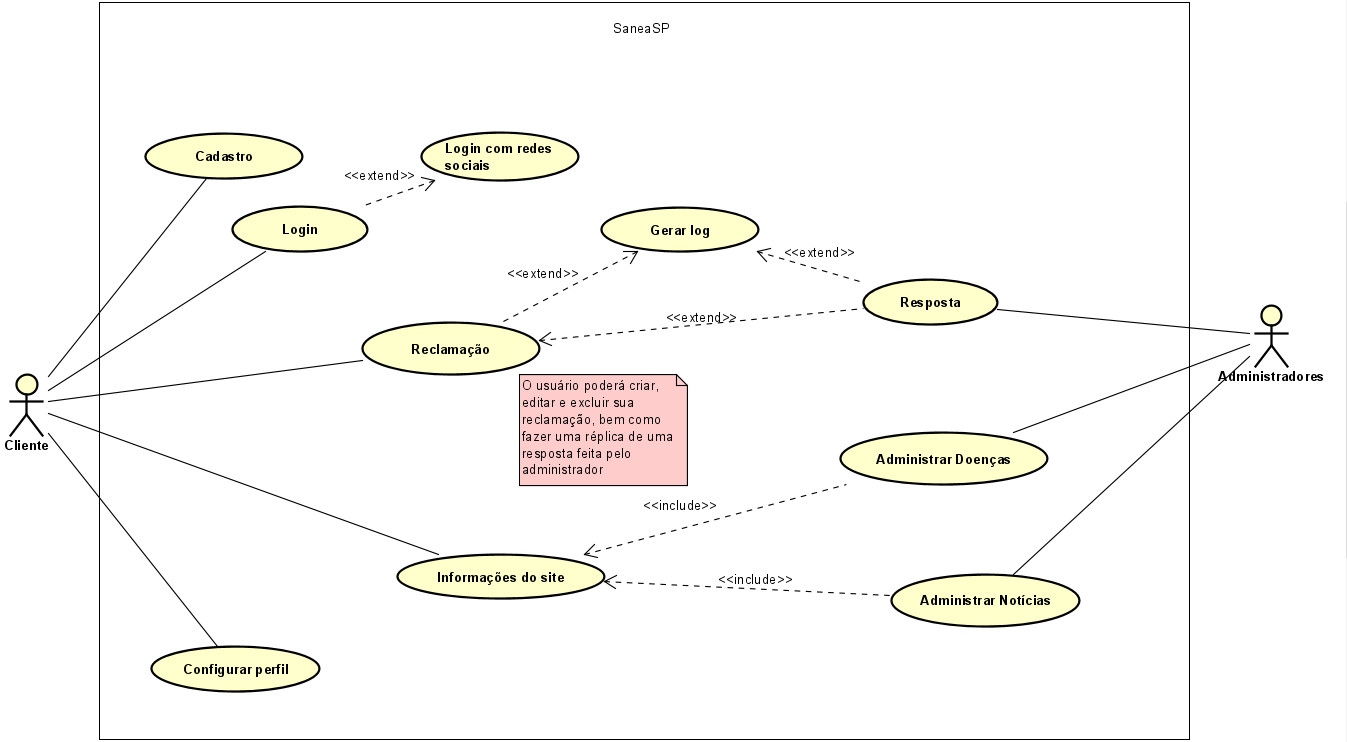 SaneaSP
Cadastro
Login com redes
sociais
<<extend>>
Login
Gerar log
<<extend>>
<<extend>>
Resposta
<<extend>>
Reclamação
Cliente
Administradores
O usuário poderá criar,
editar e excluir sua
reclamação, bem como
fazer uma réplica de uma
resposta feita pelo
administrador
Administrar Doenças
<<include>>
Informações do site
<<include>>
Administrar Notícias
Configurar perfil